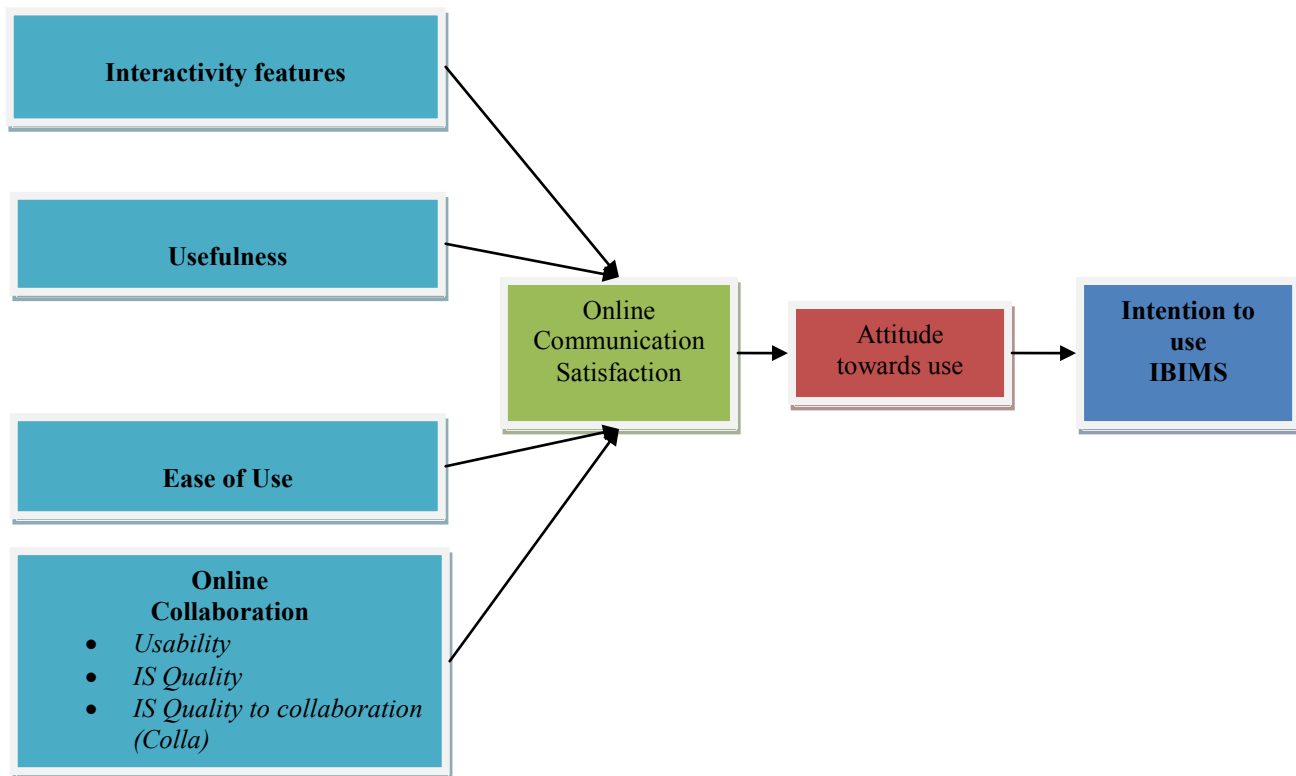 Interactivity features
Usefulness
Ease of Use
Online
Collaboration
• Usability
• IS Quality
• IS Quality to collaboration
(Colla)
Online
Communication
Satisfaction
Attitude
towards use
Intention to
use
IBIMS